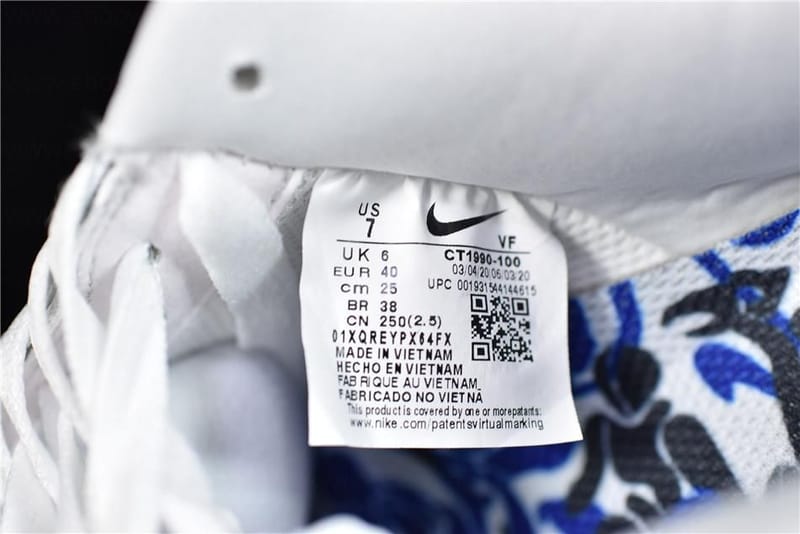 US
7
VF
UK 6
CT1990-100
EUR 40
03/04/20 06/03/20
cm 25
UPC 00193154414615
BR 38
CN 250(2.5)
01XQREYPX64FX
MADE IN VIETNAM
HECHO EN VIETNAM
FABRIQUE AU VIETNAM
FABRICADO NO VIETNÃ
This product is covered by one or more patents:
www.nike.com/patentsvirtualmarking